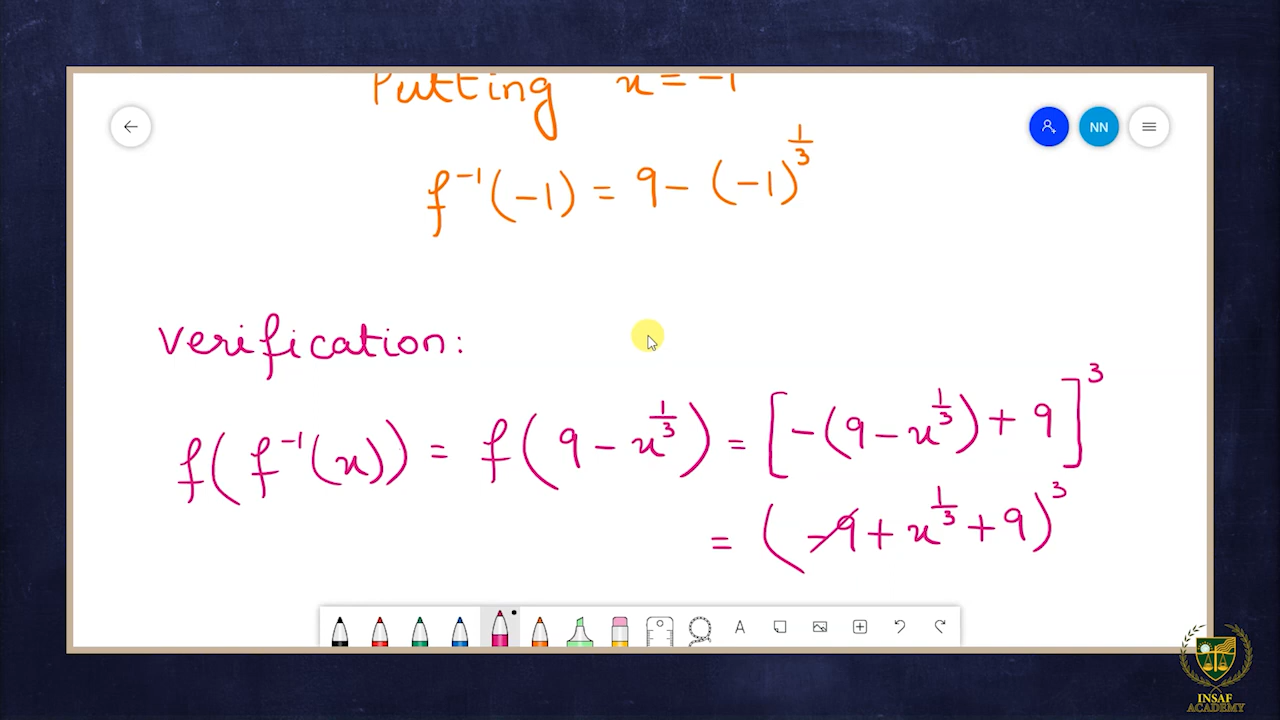 Putting x = -1
f⁻¹(-1) = 9 - (-1)^{1/3}
Verification:
f(f⁻¹(x)) = f(9 - x^{1/3}) = [-(9 - x^{1/3}) + 9]³
= (-9 + x^{1/3} + 9)³
NN
A
INSAF
ACADEMY